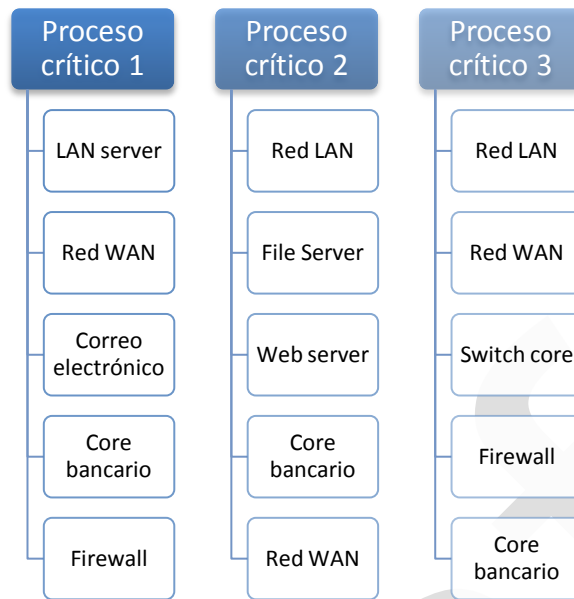 Proceso
crítico 1
LAN server
Red WAN
Correo
electrónico
Core
bancario
Firewall
Proceso
crítico 2
Red LAN
File Server
Web server
Core
bancario
Red WAN
Proceso
crítico 3
Red LAN
Red WAN
Switch core
Firewall
Core
bancario